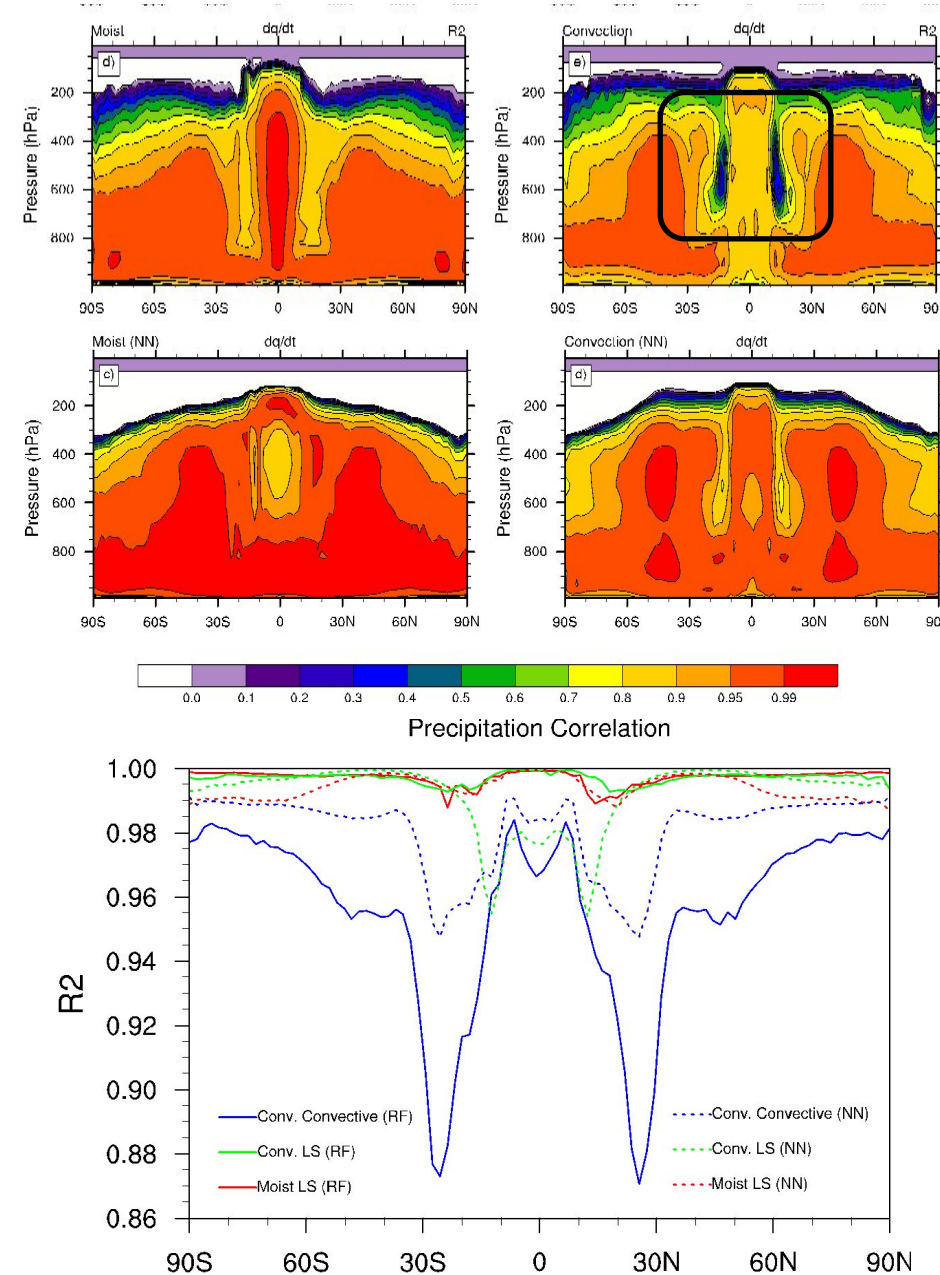 Moist dq/dt R2
d)
200
400
600
800
Pressure (hPa)
90S 60S 30S 0 30N 60N 90N
Convection dq/dt R2
e)
200
400
600
800
Pressure (hPa)
90S 60S 30S 0 30N 60N 90N
Moist (NN) dq/dt
c)
200
400
600
800
Pressure (hPa)
90S 60S 30S 0 30N 60N 90N
Convection (NN) dq/dt
d)
200
400
600
800
Pressure (hPa)
90S 60S 30S 0 30N 60N 90N
0.0 0.1 0.2 0.3 0.4 0.5 0.6 0.7 0.8 0.9 0.95 0.99
Precipitation Correlation
1.00
0.98
0.96
0.94
0.92
0.90
0.88
0.86
R2
Conv. Convective (RF)
Conv. LS (RF)
Moist LS (RF)
Conv. Convective (NN)
Conv. LS (NN)
Moist LS (NN)
90S 60S 30S 0 30N 60N 90N